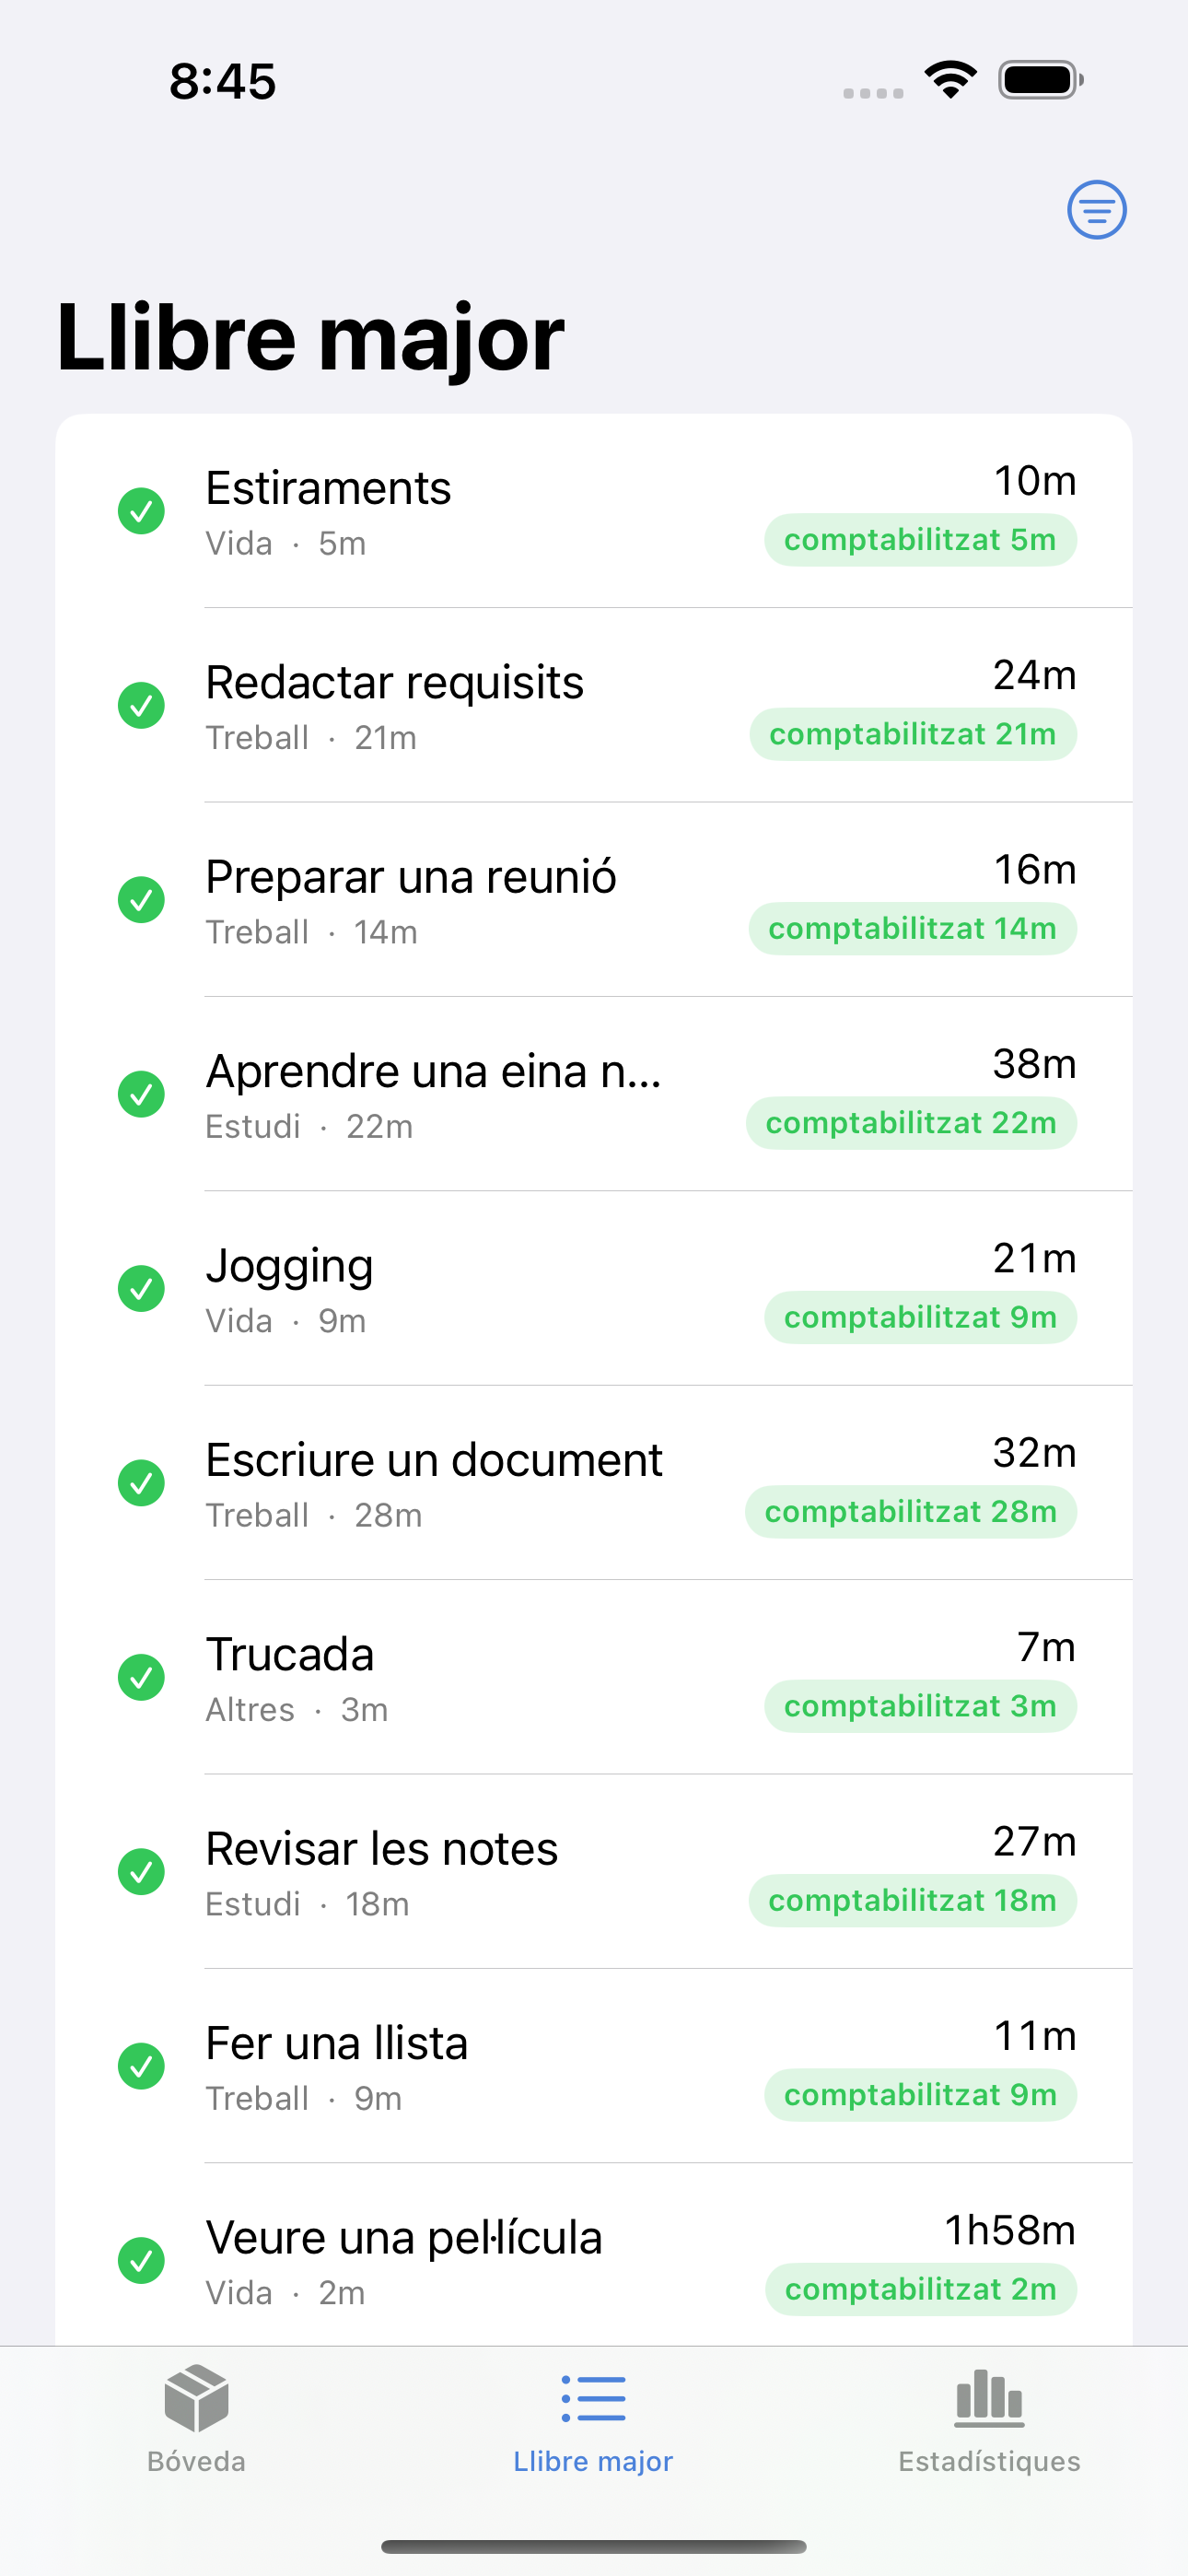 8:45
Llibre major
Estiraments
10m
Vida · 5m
comptabilitzat 5m
Redactar requisits
24m
Treball · 21m
comptabilitzat 21m
Preparar una reunió
16m
Treball · 14m
comptabilitzat 14m
Aprendre una eina n...
38m
Estudi · 22m
comptabilitzat 22m
Jogging
21m
Vida · 9m
comptabilitzat 9m
Escriure un document
32m
Treball · 28m
comptabilitzat 28m
Trucada
7m
Altres · 3m
comptabilitzat 3m
Revisar les notes
27m
Estudi · 18m
comptabilitzat 18m
Fer una llista
11m
Treball · 9m
comptabilitzat 9m
Veure una pel·lícula
1h58m
Vida · 2m
comptabilitzat 2m
Bóveda
Llibre major
Estadístiques